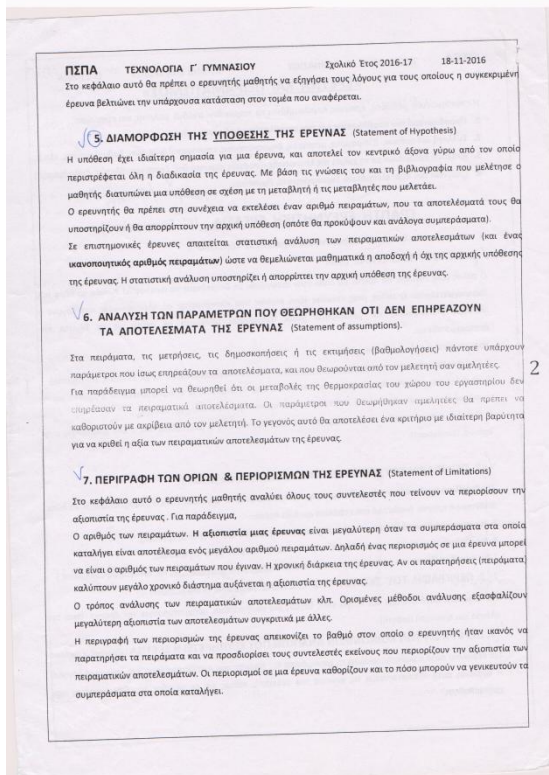 ΠΣΠΑ ΤΕΧΝΟΛΟΓΙΑ Γ΄ ΓΥΜΝΑΣΙΟΥ Σχολικό Έτος 2016-17 18-11-2016
Στο κεφάλαιο αυτό θα πρέπει ο ερευνητής μαθητής να εξηγήσει τους λόγους για τους οποίους η συγκεκριμένη
έρευνα βελτιώνει την υπάρχουσα κατάσταση στον τομέα που αναφέρεται.
5. ΔΙΑΜΟΡΦΩΣΗ ΤΗΣ ΥΠΟΘΕΣΗΣ ΤΗΣ ΕΡΕΥΝΑΣ (Statement of Hypothesis)
Η υπόθεση έχει ιδιαίτερη σημασία για μια έρευνα, και αποτελεί τον κεντρικό άξονα γύρω από τον οποίο
περιστρέφεται όλη η διαδικασία της έρευνας. Με βάση τις γνώσεις του και τη βιβλιογραφία που μελέτησε ο
μαθητής διατυπώνει μια υπόθεση σε σχέση με τη μεταβλητή ή τις μεταβλητές που μελετάει.
Ο ερευνητής θα πρέπει στη συνέχεια να εκτελέσει έναν αριθμό πειραμάτων, που τα αποτελέσματά τους θα
υποστηρίζουν ή θα απορρίπτουν την αρχική υπόθεση (οπότε θα προκύψουν και ανάλογα συμπεράσματα).
Σε επιστημονικές έρευνες απαιτείται στατιστική ανάλυση των πειραματικών αποτελεσμάτων (και ένας
ικανοποιητικός αριθμός πειραμάτων) ώστε να θεμελιώνεται μαθηματικά η αποδοχή ή όχι της αρχικής υπόθεσης
της έρευνας. Η στατιστική ανάλυση υποστηρίζει ή απορρίπτει την αρχική υπόθεση της έρευνας.
6. ΑΝΑΛΥΣΗ ΤΩΝ ΠΑΡΑΜΕΤΡΩΝ ΠΟΥ ΘΕΩΡΗΘΗΚΑΝ ΟΤΙ ΔΕΝ ΕΠΗΡΕΑΖΟΥΝ
ΤΑ ΑΠΟΤΕΛΕΣΜΑΤΑ ΤΗΣ ΕΡΕΥΝΑΣ (Statement of assumptions).
Στα πειράματα, τις μετρήσεις, τις δημοσκοπήσεις ή τις εκτιμήσεις (βαθμολογήσεις) πάντοτε υπάρχουν
παράμετροι που ίσως επηρεάζουν τα αποτελέσματα, και που θεωρούνται από τον μελετητή σαν αμελητέες.
2
Για παράδειγμα μπορεί να θεωρηθεί ότι οι μεταβολές της θερμοκρασίας του χώρου του εργαστηρίου δεν
επηρέασαν τα πειραματικά αποτελέσματα. Οι παράμετροι που θεωρήθηκαν αμελητέες θα πρέπει να
καθοριστούν με ακρίβεια από τον μελετητή. Το γεγονός αυτό θα αποτελέσει ένα κριτήριο με ιδιαίτερη βαρύτητα
για να κριθεί η αξία των πειραματικών αποτελεσμάτων της έρευνας.
7. ΠΕΡΙΓΡΑΦΗ ΤΩΝ ΟΡΙΩΝ & ΠΕΡΙΟΡΙΣΜΩΝ ΤΗΣ ΕΡΕΥΝΑΣ (Statement of Limitations)
Στο κεφάλαιο αυτό ο ερευνητής μαθητής αναλύει όλους τους συντελεστές που τείνουν να περιορίσουν την
αξιοπιστία της έρευνας . Για παράδειγμα,
Ο αριθμός των πειραμάτων. Η αξιοπιστία μιας έρευνας είναι μεγαλύτερη όταν τα συμπεράσματα στα οποία
καταλήγει είναι αποτέλεσμα ενός μεγάλου αριθμού πειραμάτων. Δηλαδή ένας περιορισμός σε μια έρευνα μπορεί
να είναι ο αριθμός των πειραμάτων που έγιναν. Η χρονική διάρκεια της έρευνας. Αν οι παρατηρήσεις (πειράματα)
καλύπτουν μεγάλο χρονικό διάστημα αυξάνεται η αξιοπιστία της έρευνας.
Ο τρόπος ανάλυσης των πειραματικών αποτελεσμάτων κλπ. Ορισμένες μέθοδοι ανάλυσης εξασφαλίζουν
μεγαλύτερη αξιοπιστία των αποτελεσμάτων συγκριτικά με άλλες.
Η περιγραφή των περιορισμών της έρευνας απεικονίζει το βαθμό στον οποίο ο ερευνητής ήταν ικανός να
παρατηρήσει τα πειράματα και να προσδιορίσει τους συντελεστές εκείνους που περιορίζουν την αξιοπιστία των
πειραματικών αποτελεσμάτων. Οι περιορισμοί σε μια έρευνα καθορίζουν και το πόσο μπορούν να γενικευτούν τα
συμπεράσματα στα οποία καταλήγει.